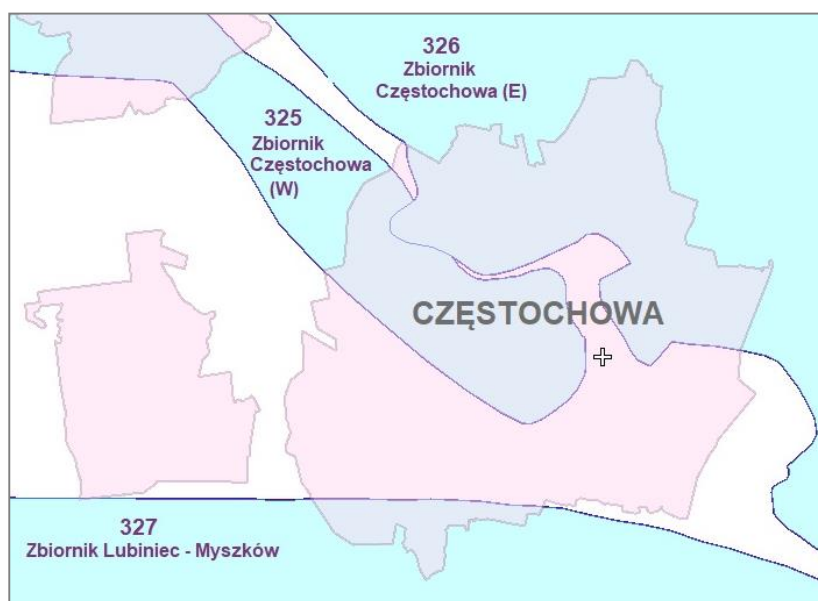 326
Zbiornik
Częstochowa (E)
325
Zbiornik
Częstochowa
(W)
CZĘSTOCHOWA
327
Zbiornik Lubiniec - Myszków